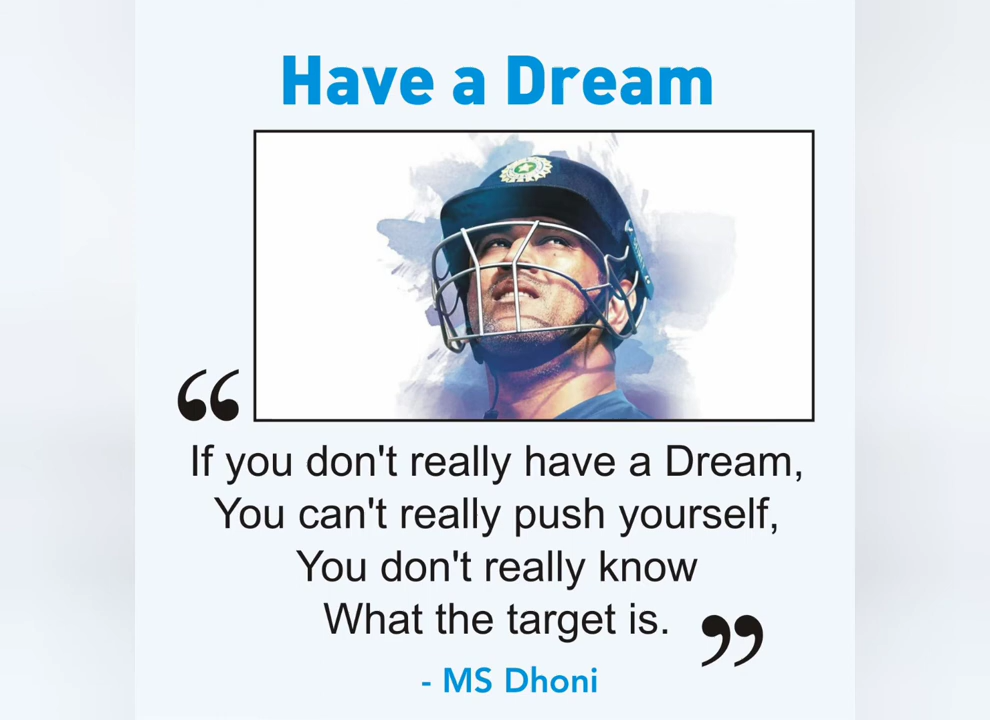 Have a Dream
“
If you don't really have a Dream,
You can't really push yourself,
You don't really know
What the target is. ”
- MS Dhoni